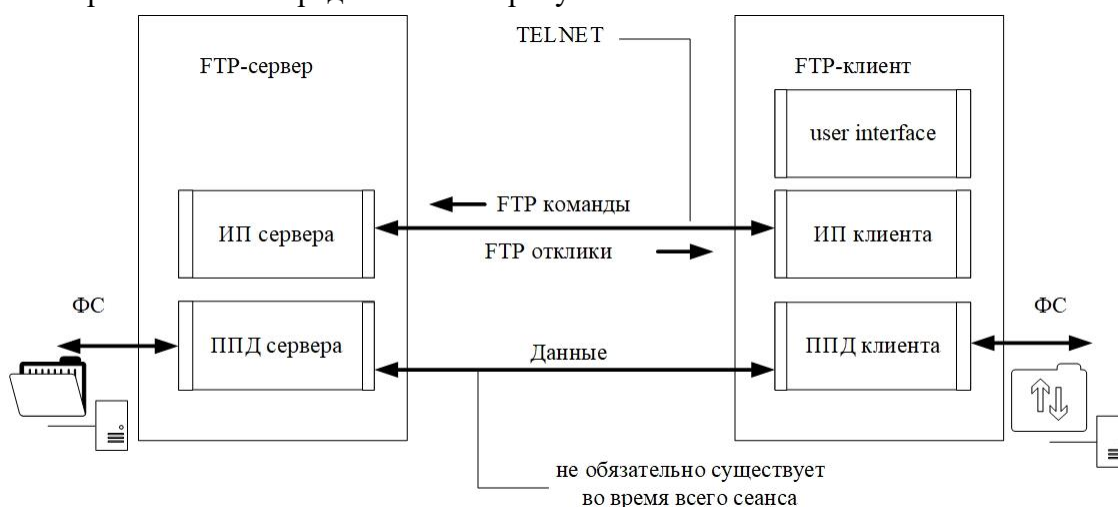 TELNET
FTP-сервер
FTP-клиент
user interface
FTP команды
ИП сервера
ИП клиента
FTP отклики
ФС
ФС
ППД сервера
Данные
ППД клиента
не обязательно существует
во время всего сеанса